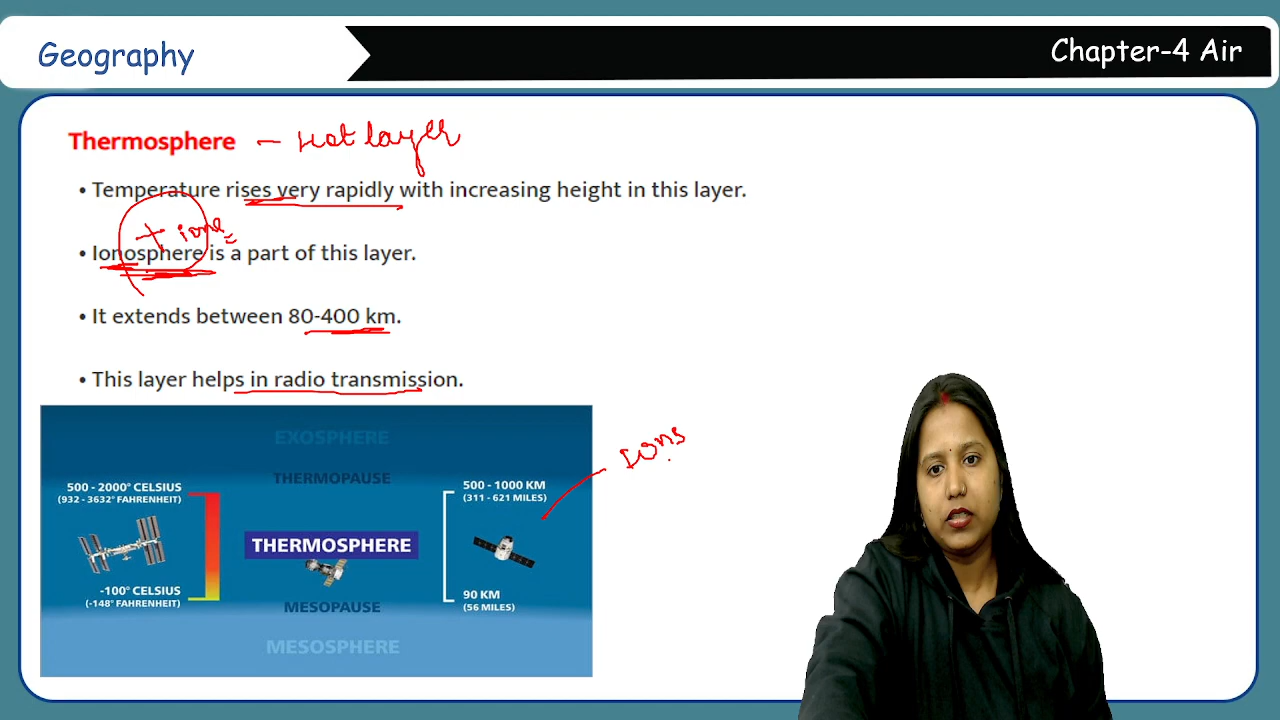 Geography
Chapter-4 Air
Thermosphere - Hot layer
• Temperature rises very rapidly with increasing height in this layer.
+ ions
• Ionosphere is a part of this layer.
• It extends between 80-400 km.
• This layer helps in radio transmission.
EXOSPHERE
THERMOPAUSE
500 - 2000° CELSIUS
(932 - 3632° FAHRENHEIT)
500 - 1000 KM
(311 - 621 MILES)
Ions
THERMOSPHERE
-100° CELSIUS
(-148° FAHRENHEIT)
90 KM
(56 MILES)
MESOPAUSE
MESOSPHERE